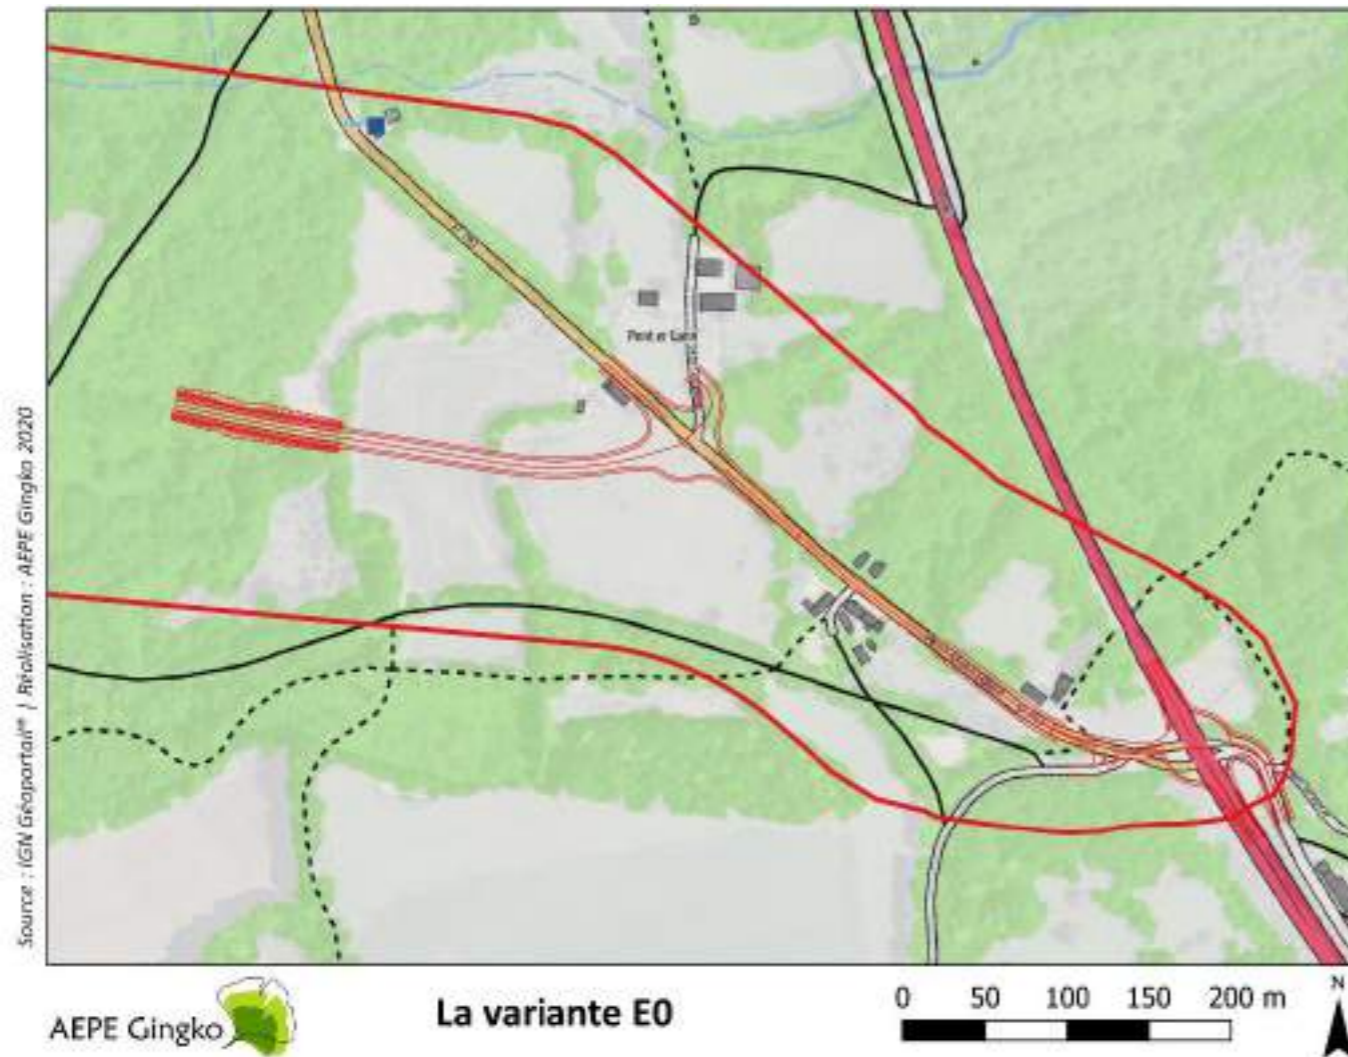 Source : IGN Géoportail** | Réalisation : AEPE Gingko 2020
AEPE Gingko
La variante E0
0 50 100 150 200 m
N